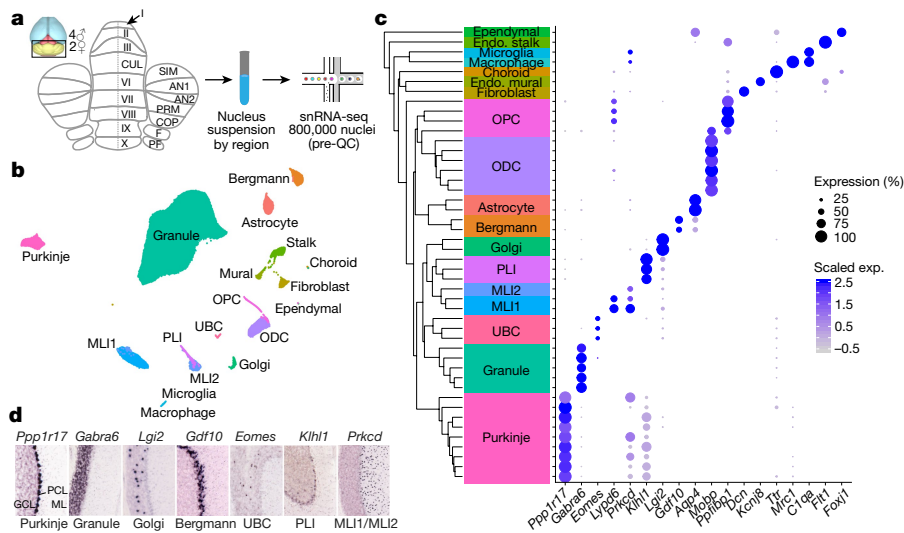 a
4♂
2♀
I
II
III
CUL
VI
VII
VIII
IX
X
SIM
AN1
AN2
PRM
COP
F
PF
Nucleus
suspension
by region
snRNA-seq
800,000 nuclei
(pre-QC)
b
Bergmann
Astrocyte
Granule
Purkinje
Stalk
Choroid
Mural
Fibroblast
OPC
Ependymal
UBC
ODC
PLI
MLI1
Golgi
MLI2
Microglia
Macrophage
c
Ependymal
Endo. stalk
Microglia
Macrophage
Choroid
Endo. mural
Fibroblast
OPC
ODC
Astrocyte
Bergmann
Golgi
PLI
MLI2
MLI1
UBC
Granule
Purkinje
Ppp1r17
Gabra6
Eomes
Lypd6
Prkcd
Klhl1
Lgi2
Gdf10
Aqp4
Mobp
Ppfibp1
Dcn
Kcnj8
Ttr
Mrc1
C1qa
Flt1
Foxj1
Expression (%)
25
50
75
100
Scaled exp.
2.5
1.5
0.5
–0.5
d
Ppp1r17 Gabra6 Lgi2 Gdf10 Eomes Klhl1 Prkcd
PCL
GCL ML
Purkinje Granule Golgi Bergmann UBC PLI MLI1/MLI2